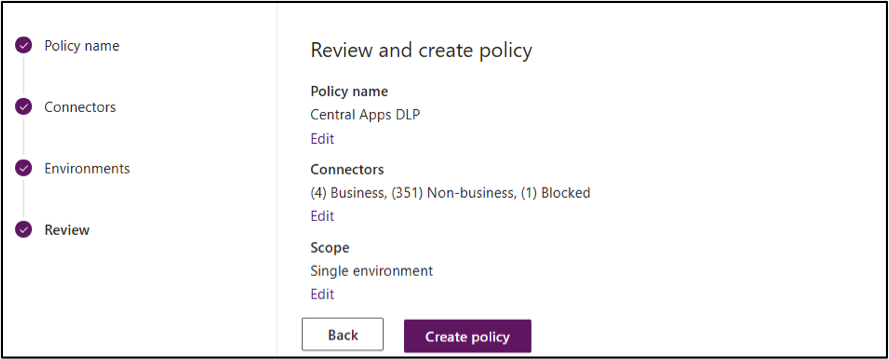 Policy name
Connectors
Environments
Review
Review and create policy
Policy name
Central Apps DLP
Edit
Connectors
(4) Business, (351) Non-business, (1) Blocked
Edit
Scope
Single environment
Edit
Back
Create policy